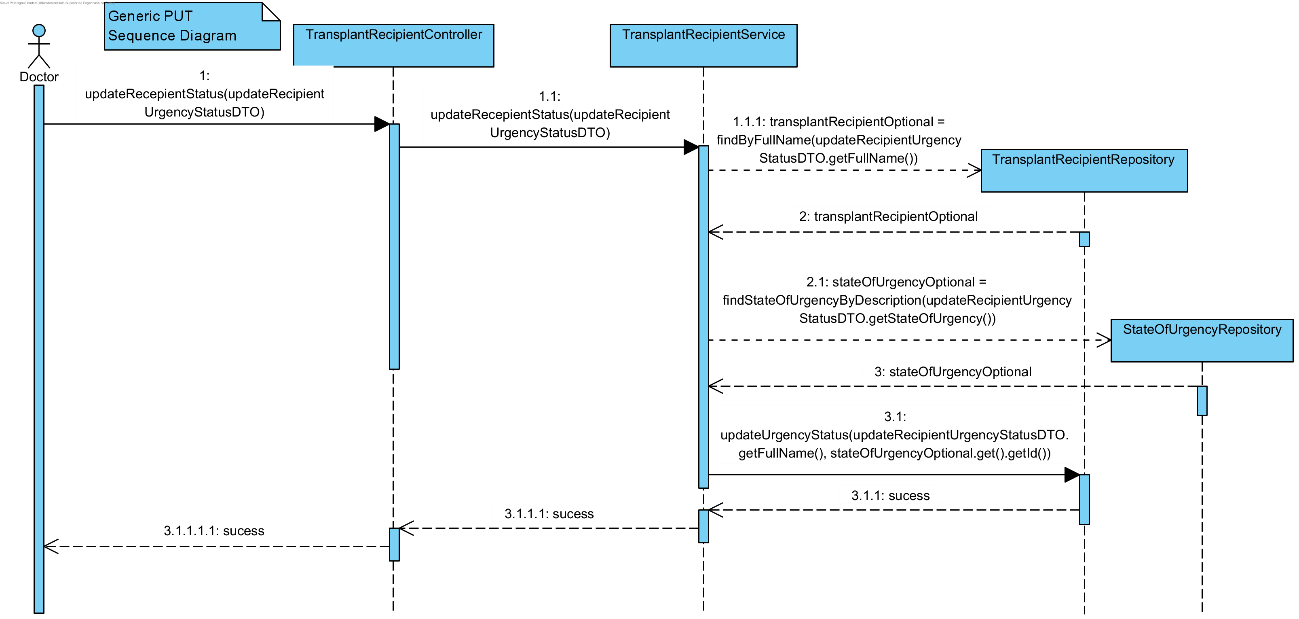 Generic PUT
Sequence Diagram
TransplantRecipientController
TransplantRecipientService
Doctor
1:
updateRecepientStatus(updateRecipient
UrgencyStatusDTO)
1.1:
updateRecepientStatus(updateRecipient
UrgencyStatusDTO)
1.1.1: transplantRecipientOptional =
findByFullName(updateRecipientUrgency
StatusDTO.getFullName())
TransplantRecipientRepository
2: transplantRecipientOptional
2.1: stateOfUrgencyOptional =
findStateOfUrgencyByDescription(updateRecipientUrgency
StatusDTO.getStateOfUrgency())
StateOfUrgencyRepository
3: stateOfUrgencyOptional
3.1:
updateUrgencyStatus(updateRecipientUrgencyStatusDTO.
getFullName(), stateOfUrgencyOptional.get().getId())
3.1.1: sucess
3.1.1.1: sucess
3.1.1.1.1: sucess